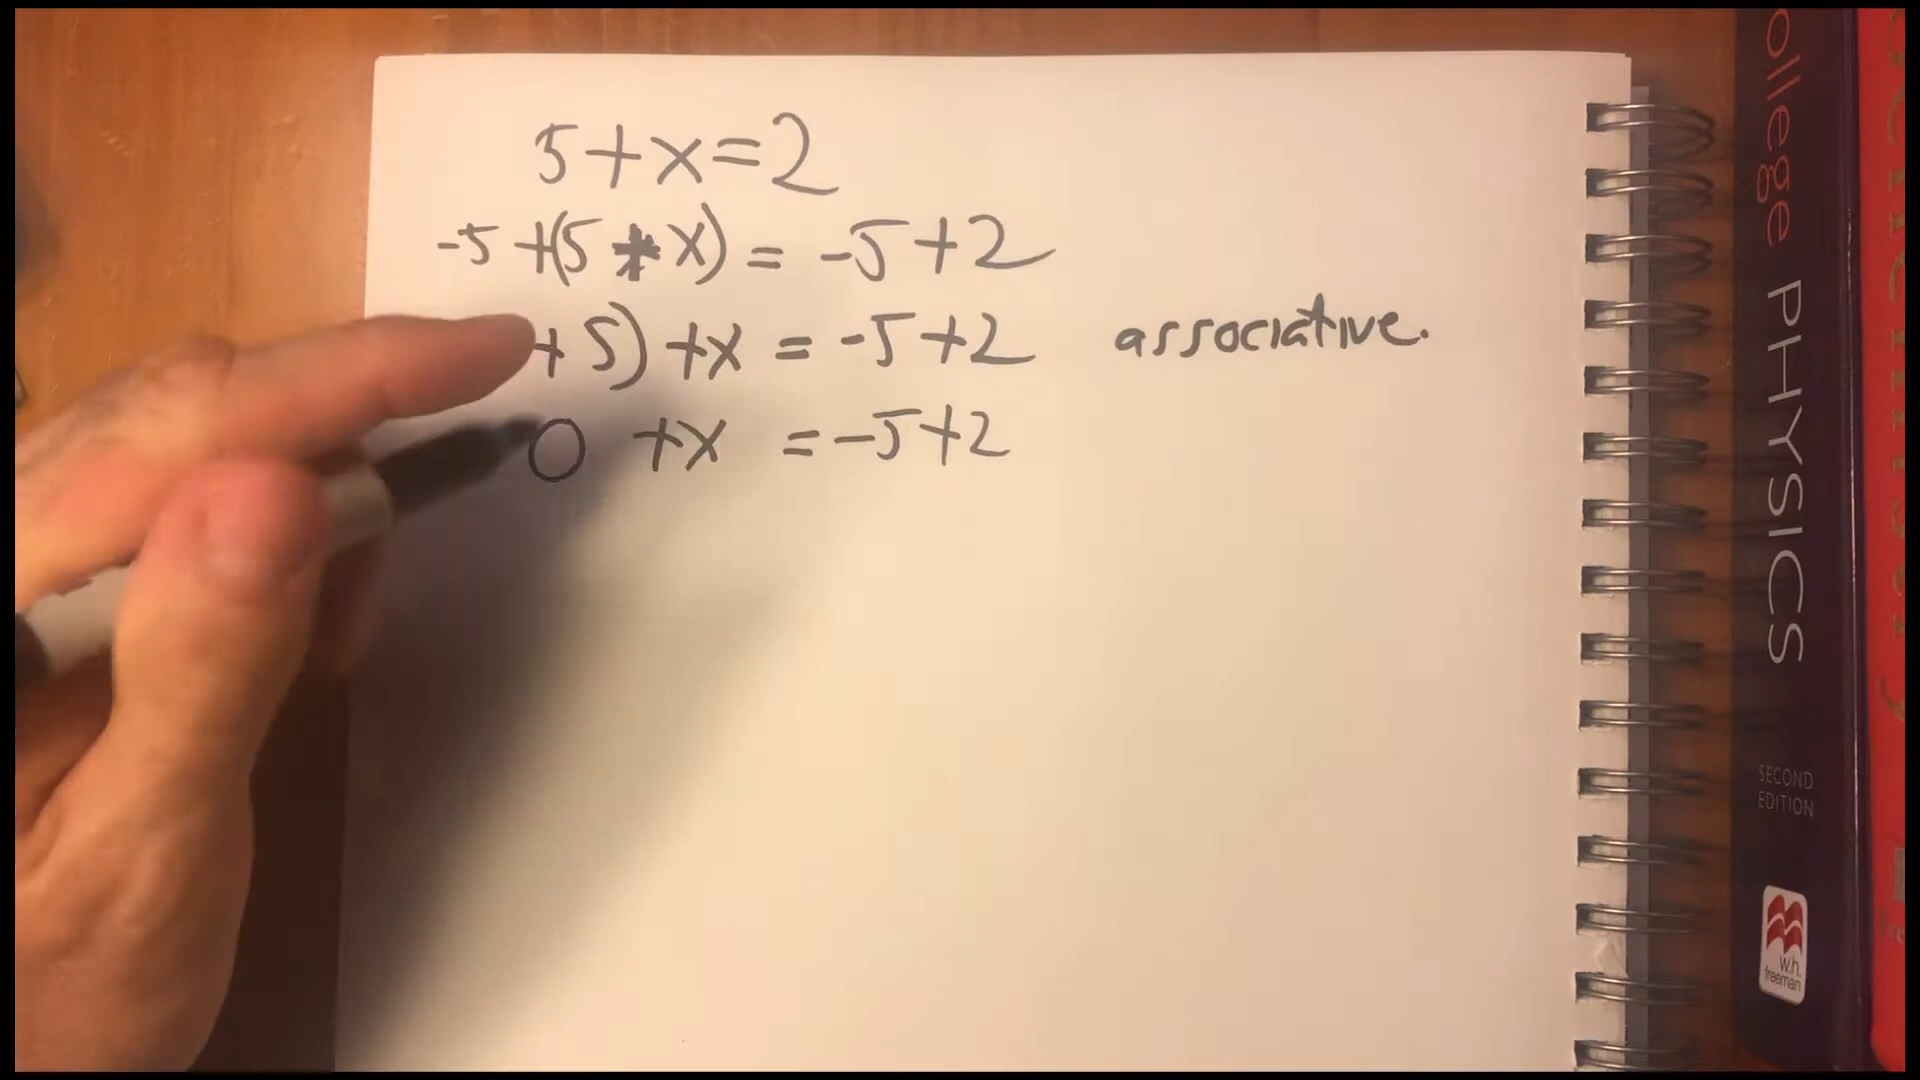 5+x=2
-5 +(5 + x) = -5+2
+ 5) +x = -5+2 associative.
0 +x = -5+2
ollege PHYSICS
SECOND
EDITION
w.h.
freeman